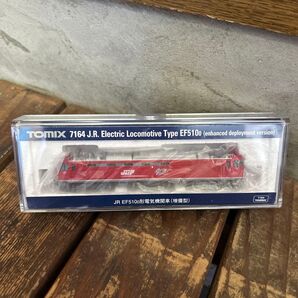 TOMIX 7164 J.R. Electric Locomotive Type EF510₀ (enhanced deployment version)
JRF
JR EF510₀形電気機関車(増備型)